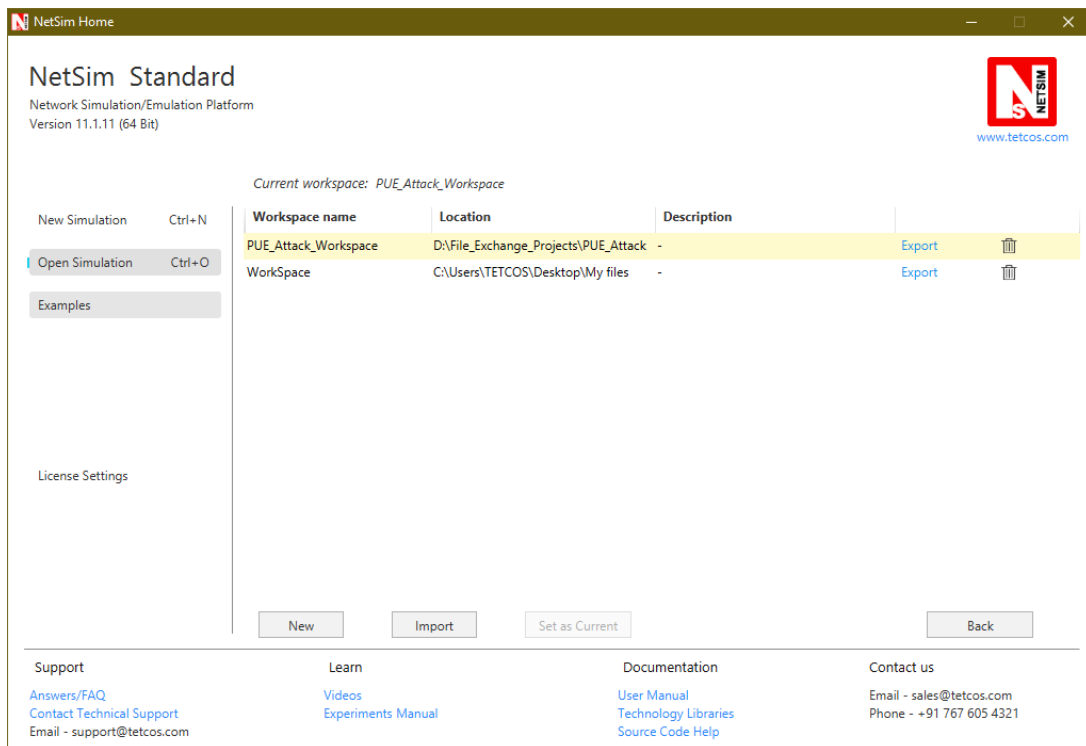 NetSim Home
NetSim Standard
Network Simulation/Emulation Platform
Version 11.1.11 (64 Bit)
NS NETSIM
www.tetcos.com
Current workspace: PUE_Attack_Workspace
New Simulation Ctrl+N
Open Simulation Ctrl+O
Examples
License Settings
Workspace name Location Description
PUE_Attack_Workspace D:\File_Exchange_Projects\PUE_Attack - Export
WorkSpace C:\Users\TETCOS\Desktop\My files - Export
New Import Set as Current Back
Support
Answers/FAQ
Contact Technical Support
Email - support@tetcos.com
Learn
Videos
Experiments Manual
Documentation
User Manual
Technology Libraries
Source Code Help
Contact us
Email - sales@tetcos.com
Phone - +91 767 605 4321